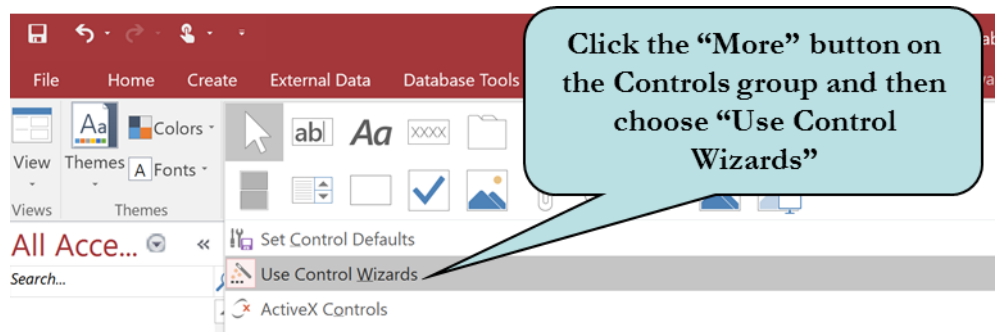 Click the “More” button on
the Controls group and then
choose “Use Control
Wizards”
File Home Create External Data Database Tools
ab| Aa XXXX
Aa Colors
View Themes A Fonts
Views Themes
All Acce... «
Search...
Set Control Defaults
Use Control Wizards
ActiveX Controls